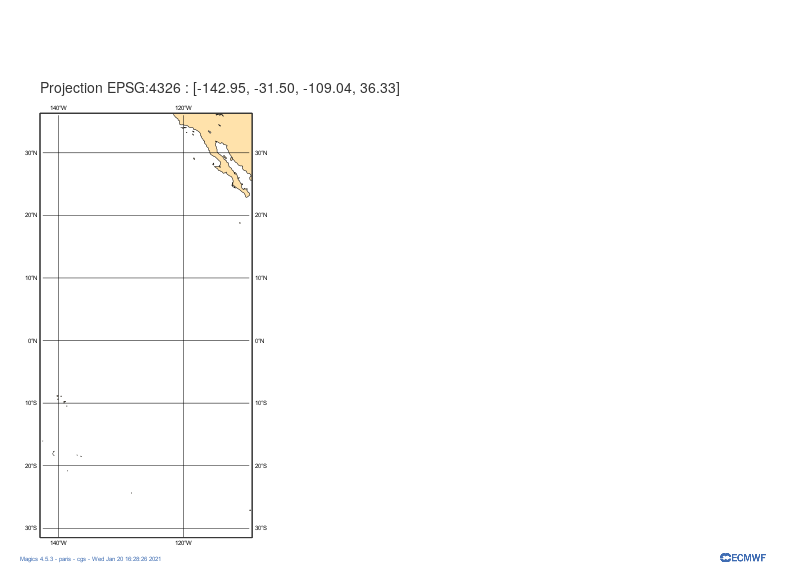 Projection EPSG:4326 : [-142.95, -31.50, -109.04, 36.33]
140°W 120°W
30°N 30°N
20°N 20°N
10°N 10°N
0°N 0°N
10°S 10°S
20°S 20°S
30°S 30°S
140°W 120°W
Magics 4.5.3 - paris - cgs - Wed Jan 20 16:28:26 2021
ECMWF